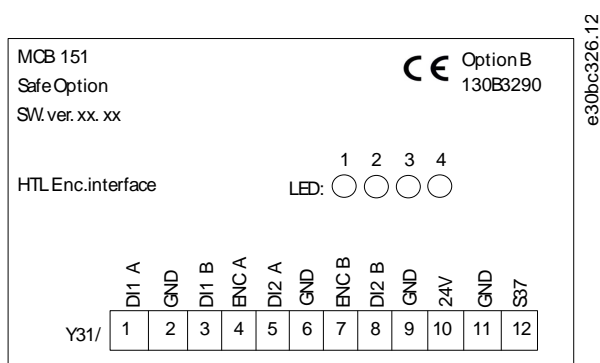 MCB 151
Safe Option
SW. ver. xx. xx
CE Option B
130B3290
HTL Enc.interface
1 2 3 4
LED:
DI1 A GND DI1 B ENC A DI2 A GND ENC B DI2 B GND 24V GND S37
Y31/ 1 2 3 4 5 6 7 8 9 10 11 12
e30bc326.12